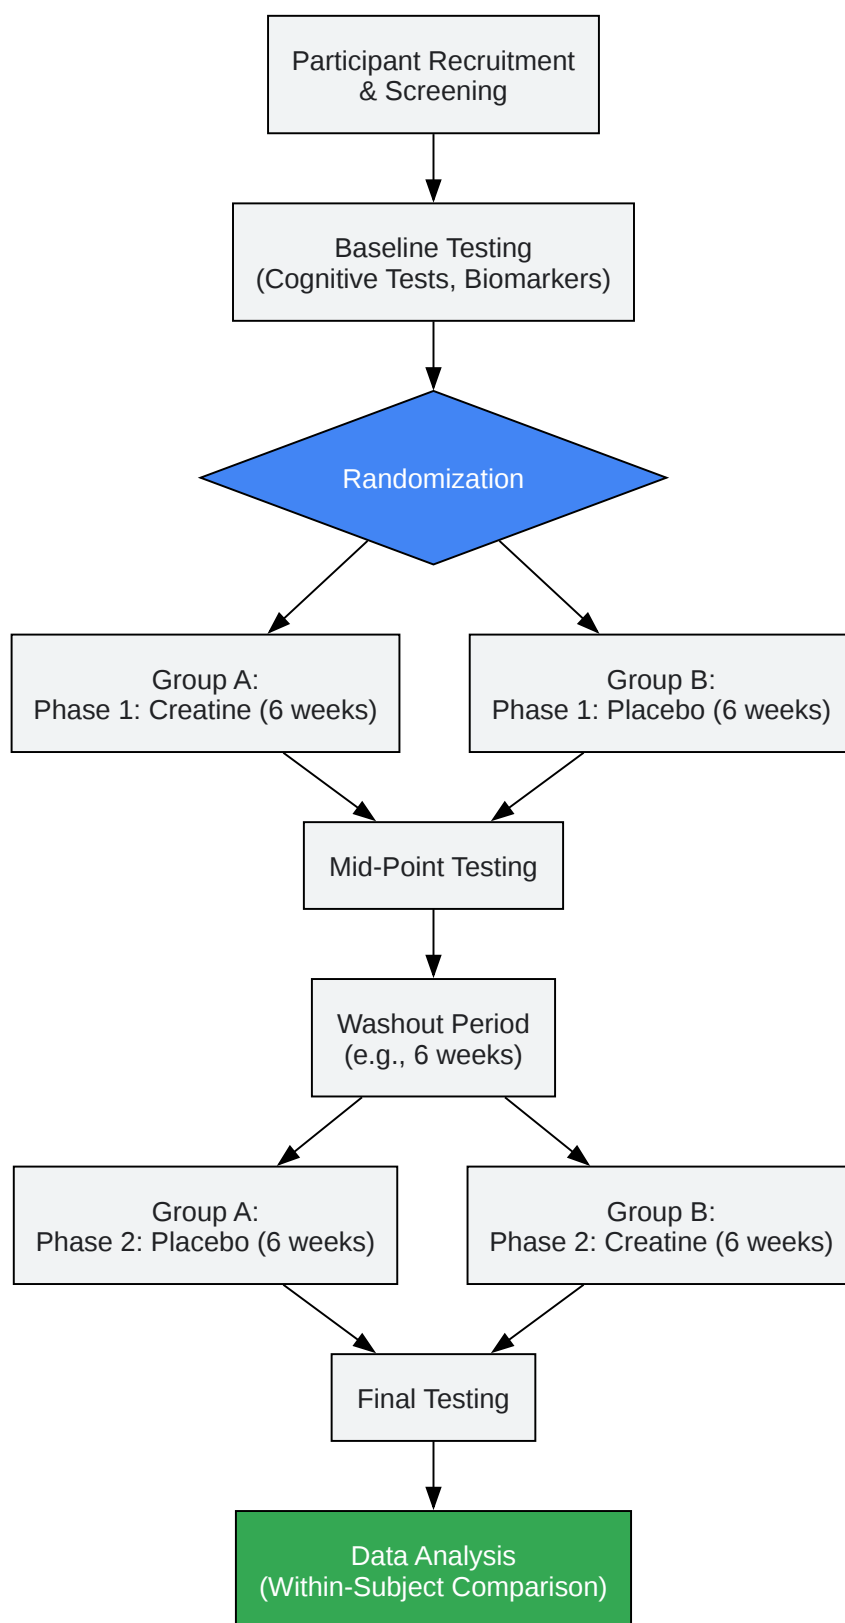 Participant Recruitment
& Screening
Baseline Testing
(Cognitive Tests, Biomarkers)
Randomization
Group A:
Phase 1: Creatine (6 weeks)
Group B:
Phase 1: Placebo (6 weeks)
Mid-Point Testing
Washout Period
(e.g., 6 weeks)
Group A:
Phase 2: Placebo (6 weeks)
Group B:
Phase 2: Creatine (6 weeks)
Final Testing
Data Analysis
(Within-Subject Comparison)